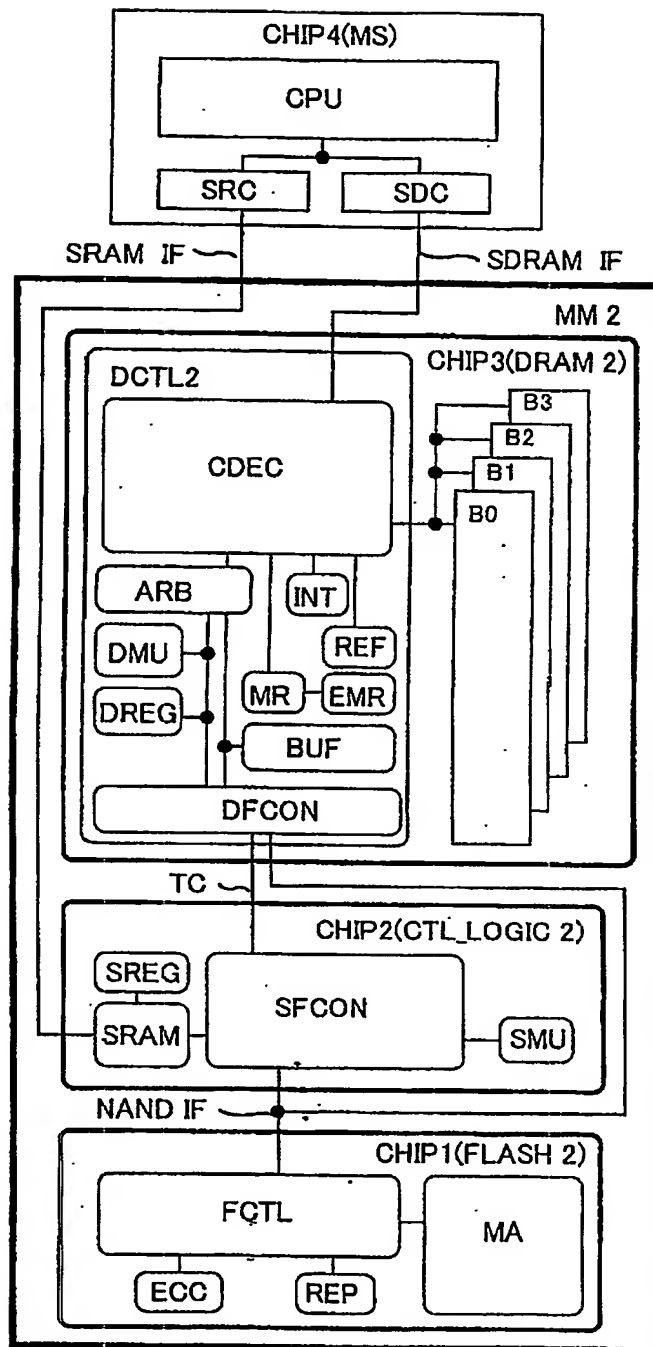 CHIP4(MS)
CPU
SRC
SDC
SRAM IF
SDRAM IF
MM 2
CHIP3(DRAM 2)
DCTL2
B3
B2
B1
B0
CDEC
ARB
INT
DMU
REF
MR
EMR
DREG
BUF
DFCON
TC
CHIP2(CTL_LOGIC 2)
SREG
SFCON
SRAM
SMU
NAND IF
CHIP1(FLASH 2)
FCTL
MA
ECC
REP